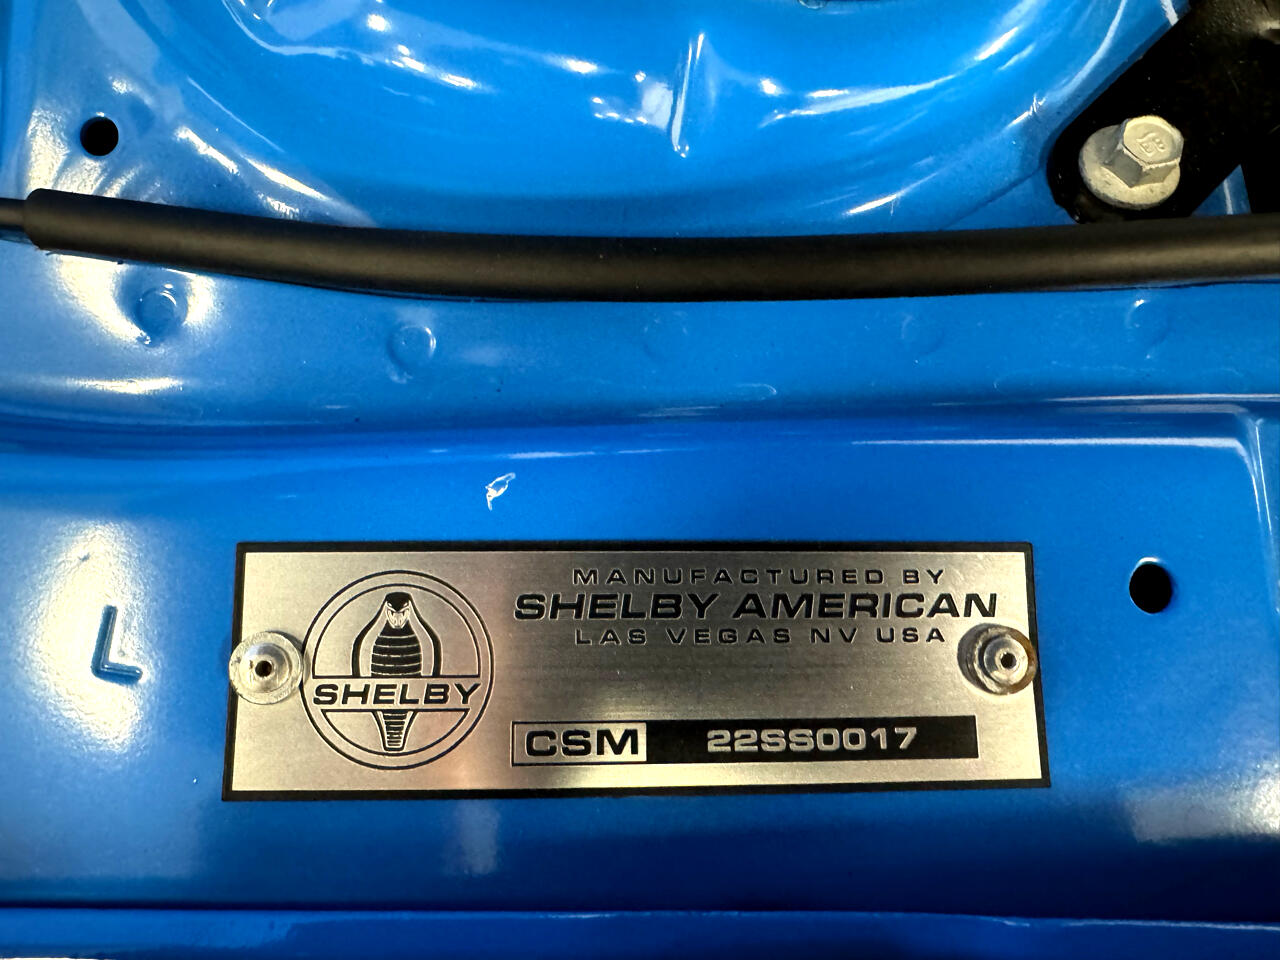 MANUFACTURED BY
SHELBY AMERICAN
LAS VEGAS NV USA
SHELBY
CSM 22SS0017
L